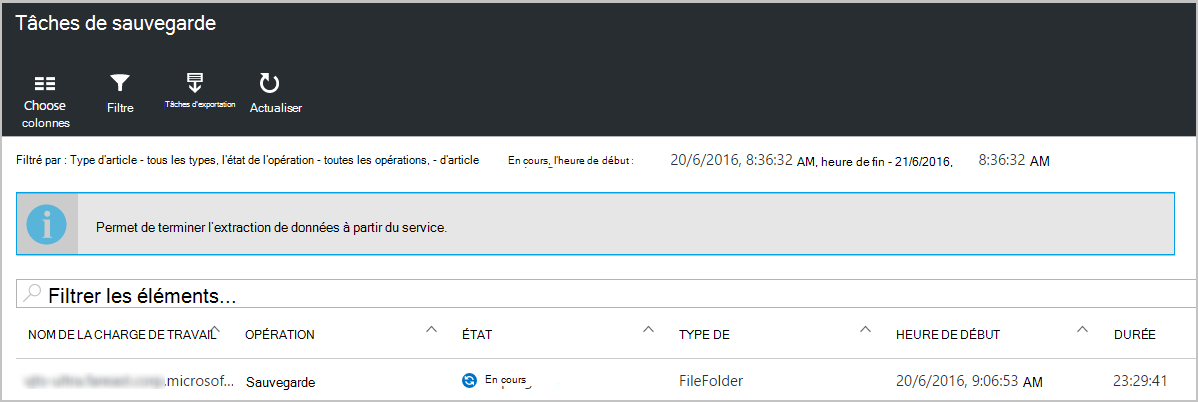 Tâches de sauvegarde
Choose colonnes
Filtre
Tâches d'exportation
Actualiser
Filtré par : Type d'article - tous les types, l'état de l'opération - toutes les opérations, - d'article En cours, l'heure de début : 20/6/2016, 8:36:32 AM, heure de fin - 21/6/2016, 8:36:32 AM
Permet de terminer l'extraction de données à partir du service.
Filtrer les éléments...
NOM DE LA CHARGE DE TRAVAIL OPÉRATION ÉTAT TYPE DE HEURE DE DÉBUT DURÉE
.microsof... Sauvegarde En cours FileFolder 20/6/2016, 9:06:53 AM 23:29:41